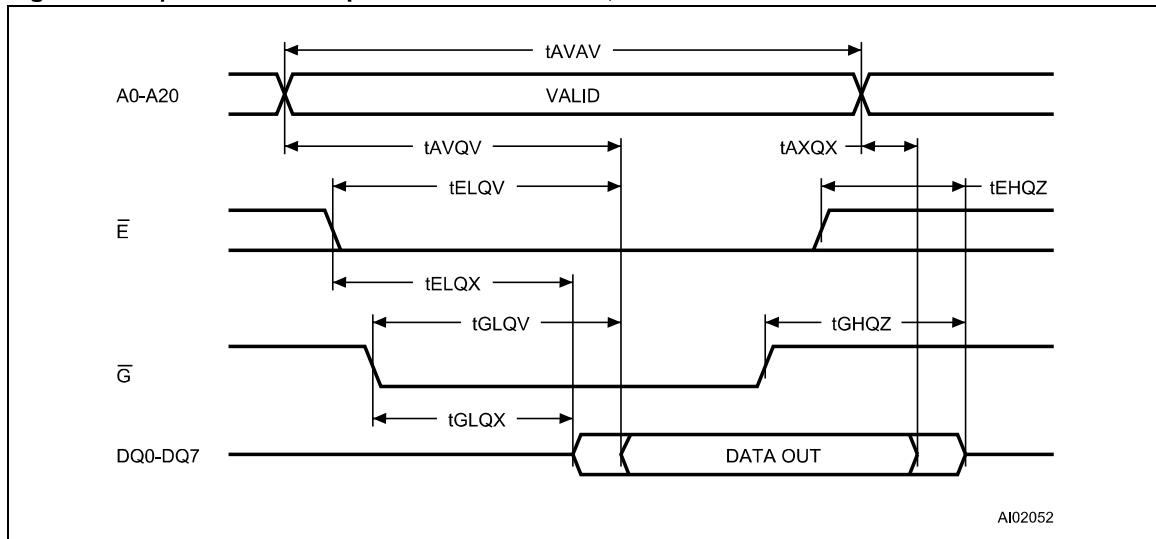 tAVAV
A0-A20
VALID
tAVQV
tAXQX
tELQV
tEHQZ
E̅
tELQX
tGLQV
tGHQZ
G̅
tGLQX
DQ0-DQ7
DATA OUT
AI02052